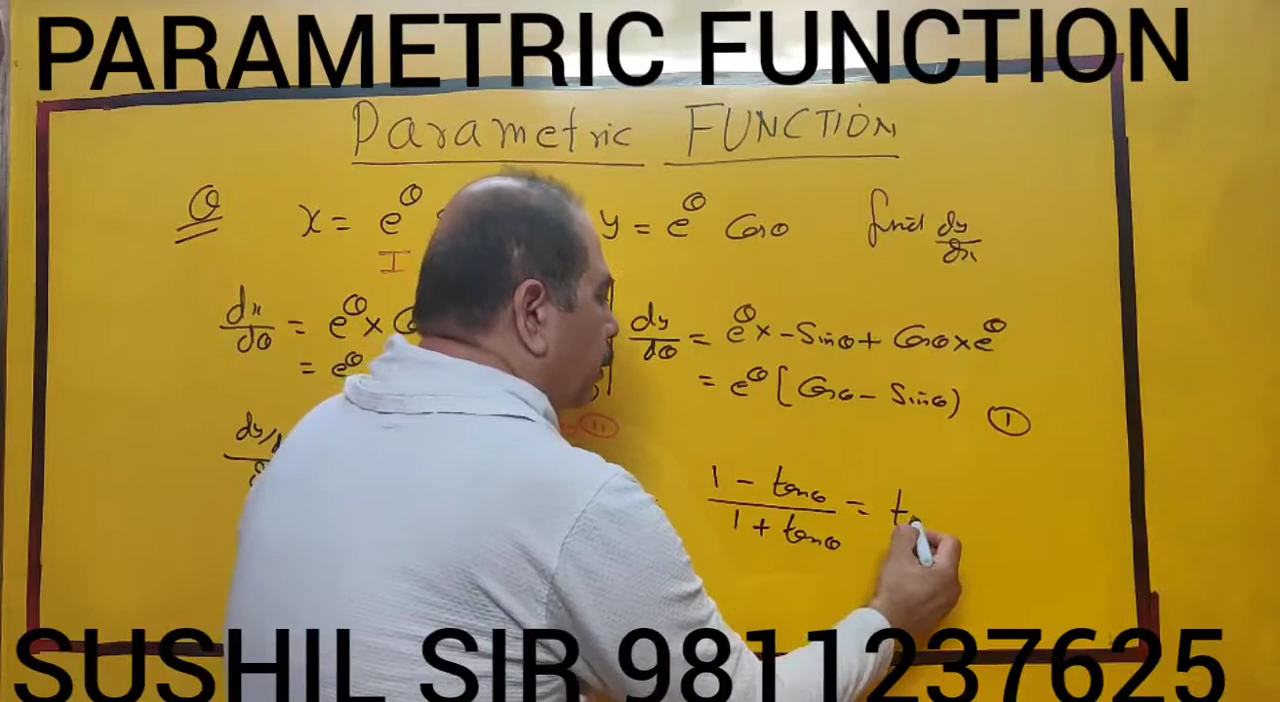 PARAMETRIC FUNCTION
Parametric FUNCTION
Q x = e^θ y = e^θ Cosθ find dy/dx
I
dx/dθ = e^θ x dy/dθ = e^θ x -Sinθ + Cosθ x e^θ
= e^θ = e^θ [Cosθ - Sinθ) ①
dy/ 11
1 - tanθ / 1 + tanθ = t
SUSHIL SIR 9811237625